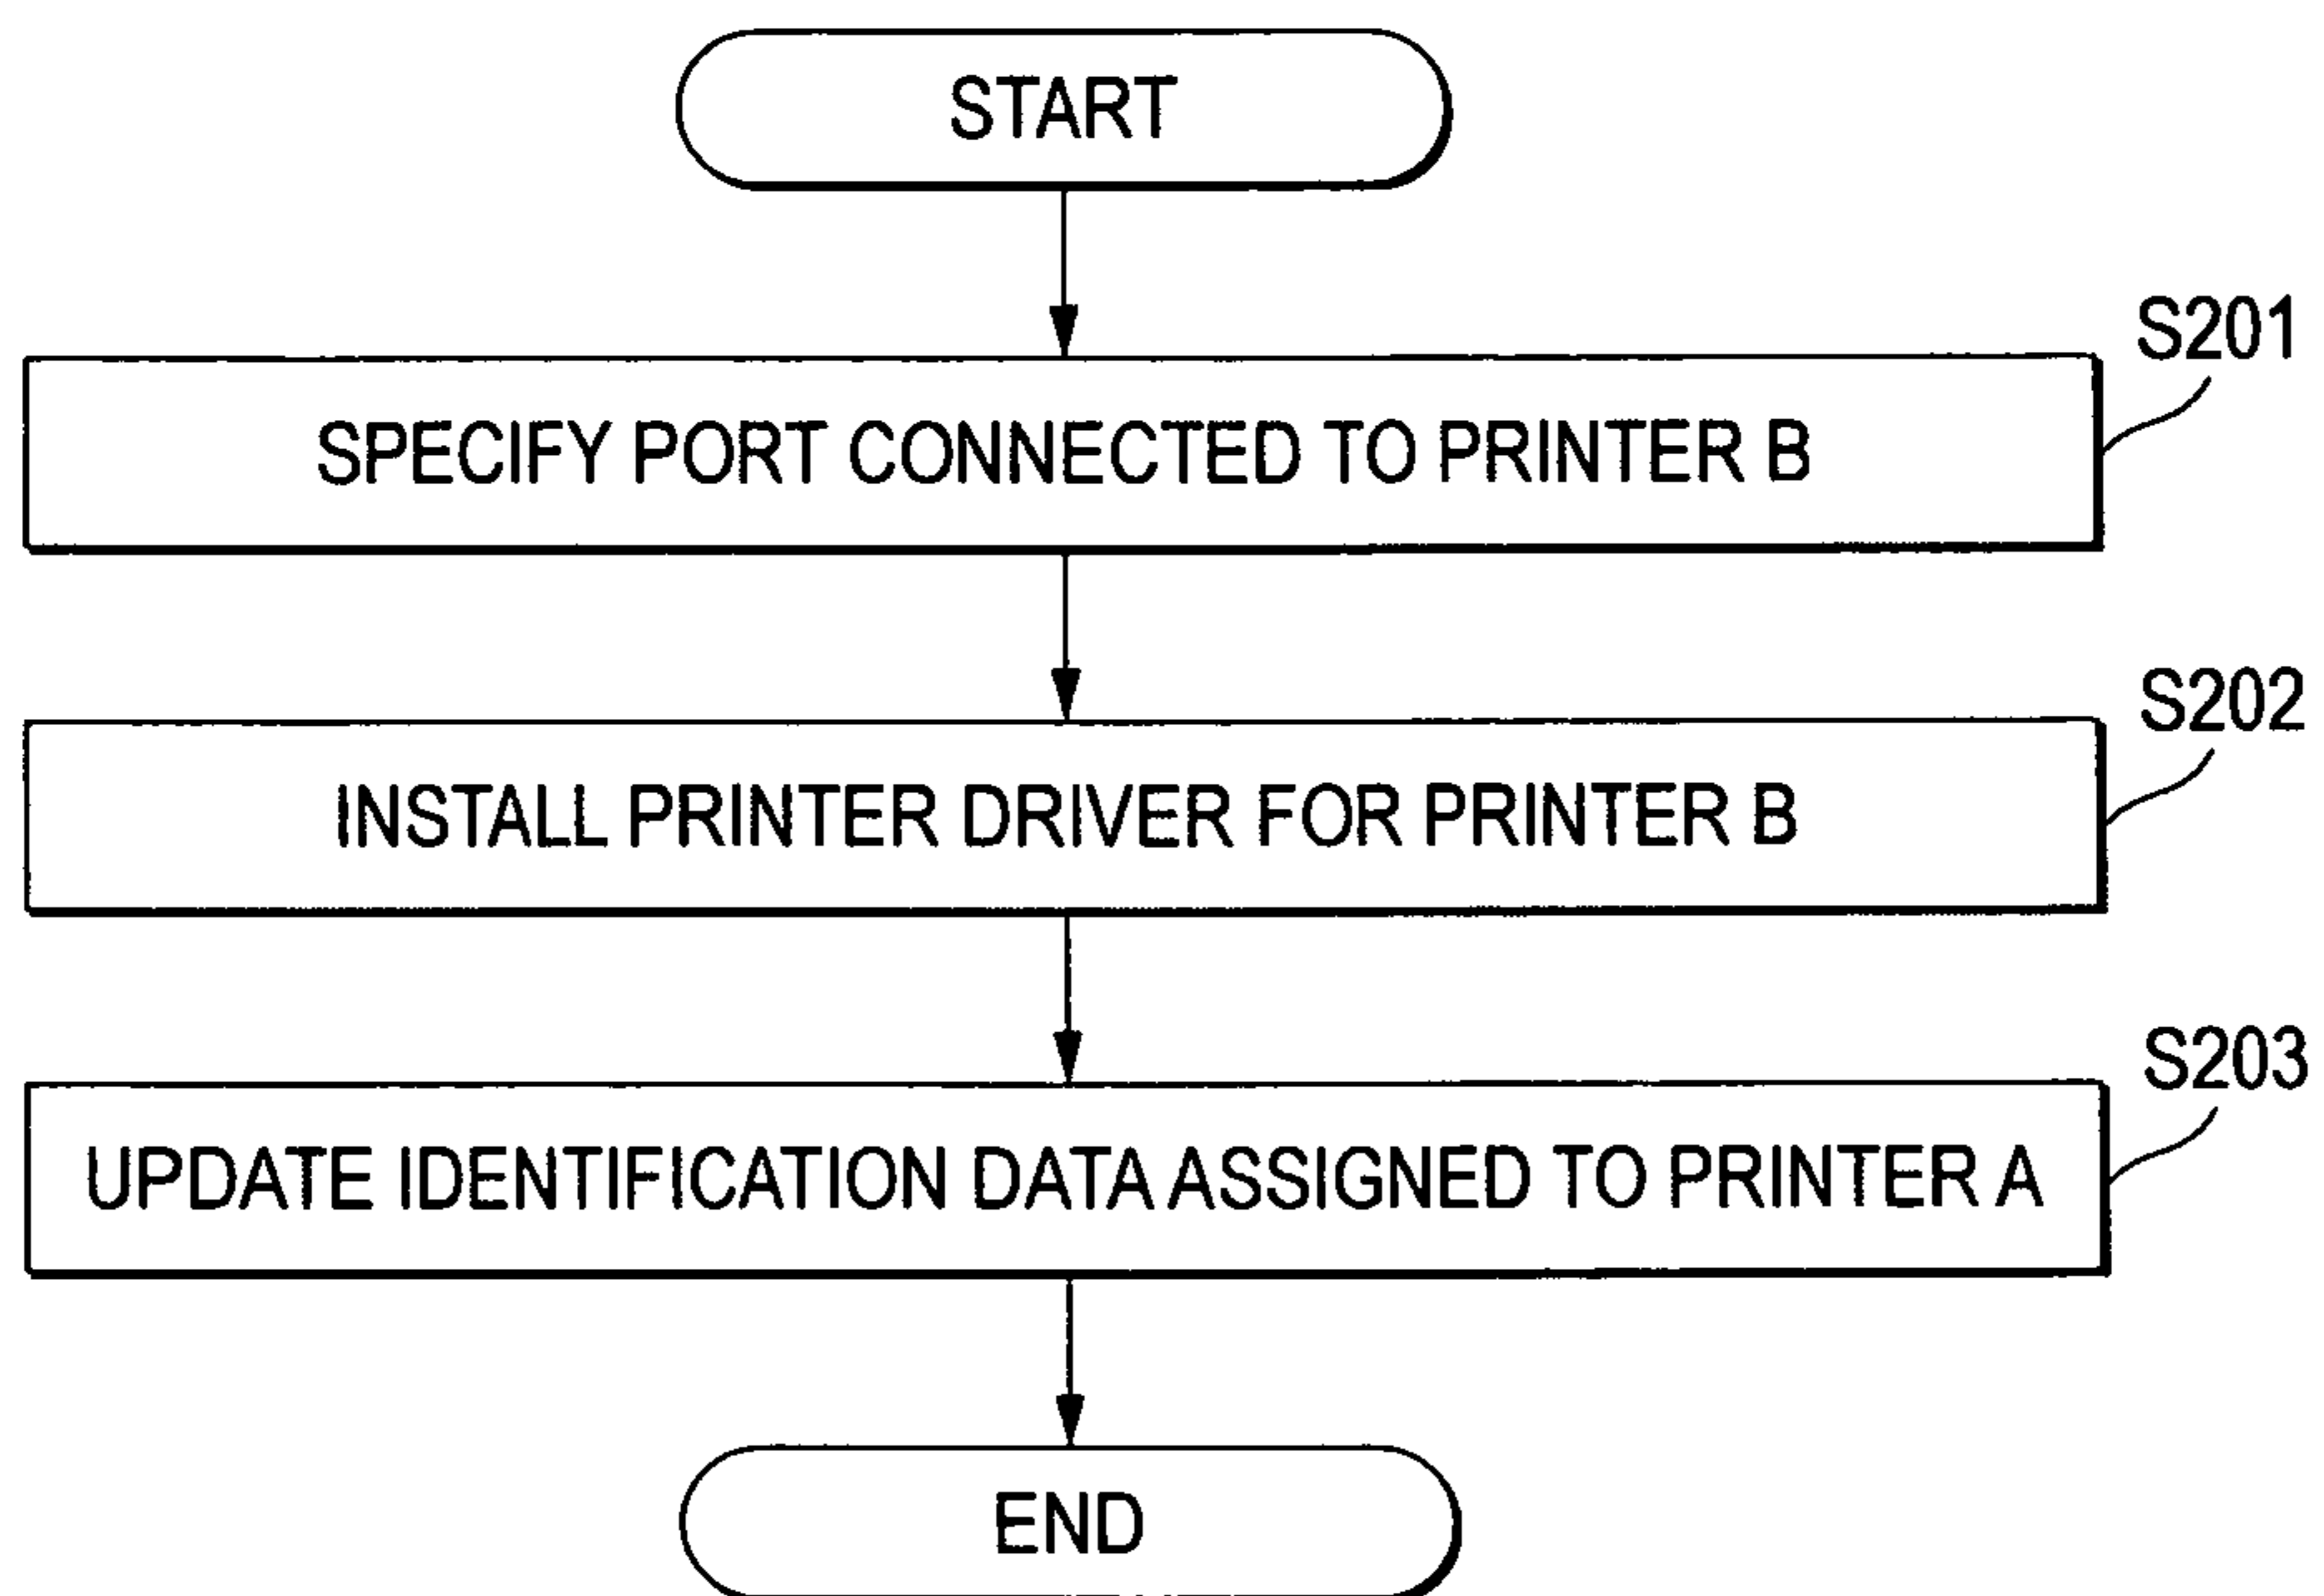 START
S201
SPECIFY PORT CONNECTED TO PRINTER B
S202
INSTALL PRINTER DRIVER FOR PRINTER B
S203
UPDATE IDENTIFICATION DATA ASSIGNED TO PRINTER A
END